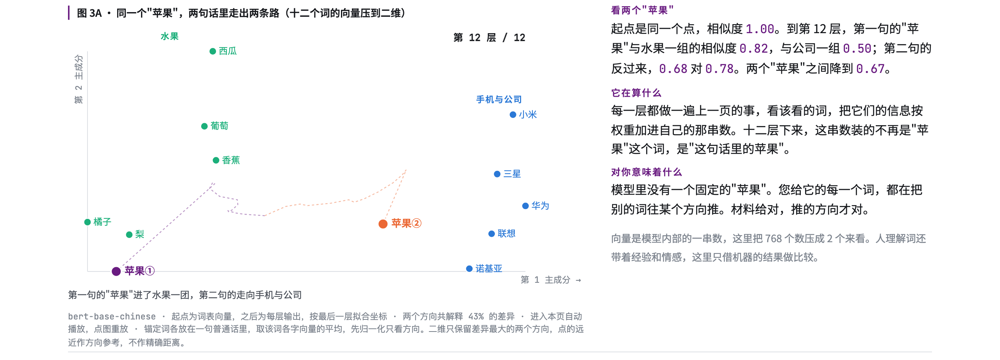 图 3A · 同一个"苹果"，两句话里走出两条路（十二个词的向量压到二维）
水果
第 12 层 / 12
西瓜
第 2 主成分
手机与公司
小米
葡萄
香蕉
三星
华为
橘子
苹果②
联想
梨
苹果①
诺基亚
第 1 主成分 →
第一句的"苹果"进了水果一团，第二句的走向手机与公司
bert-base-chinese · 起点为词表向量，之后为每层输出，按最后一层拟合坐标 · 两个方向共解释 43% 的差异 · 进入本页自动
播放，点图重放 · 锚定词各放在一句普通话里，取该词各字向量的平均，先归一化只看方向。二维只保留差异最大的两个方向，点的远
近作方向参考，不作精确距离。
看两个"苹果"
起点是同一个点，相似度 1.00。到第 12 层，第一句的"苹
果"与水果一组的相似度 0.82，与公司一组 0.50；第二句的
反过来，0.68 对 0.78。两个"苹果"之间降到 0.67。
它在算什么
每一层都做一遍上一页的事，看该看的词，把它们的信息按
权重加进自己的那串数。十二层下来，这串数装的不再是"苹
果"这个词，是"这句话里的苹果"。
对你意味着什么
模型里没有一个固定的"苹果"。您给它的每一个词，都在把
别的词往某个方向推。材料给对，推的方向才对。
向量是模型内部的一串数，这里把 768 个数压成 2 个来看。人理解词还
带着经验和情感，这里只借机器的结果做比较。